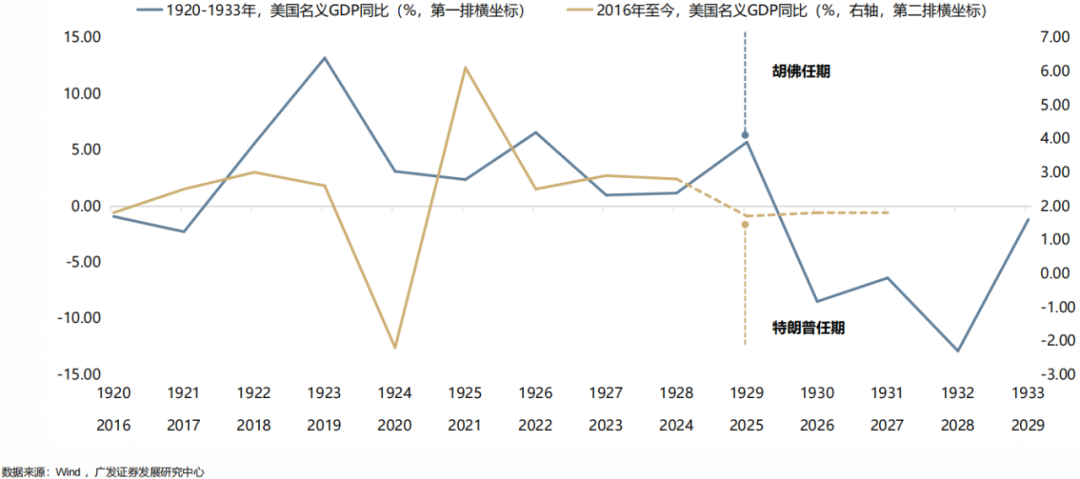 1920-1933年，美国名义GDP同比（%，第一排横坐标） 2016年至今，美国名义GDP同比（%，右轴，第二排横坐标）
15.00 7.00
胡佛任期
6.00
10.00
5.00
5.00 4.00
3.00
0.00 2.00
1.00
-5.00
0.00
-1.00
-10.00
特朗普任期
-2.00
-15.00 -3.00
1920 1921 1922 1923 1924 1925 1926 1927 1928 1929 1930 1931 1932 1933
2016 2017 2018 2019 2020 2021 2022 2023 2024 2025 2026 2027 2028 2029
数据来源：Wind ，广发证券发展研究中心